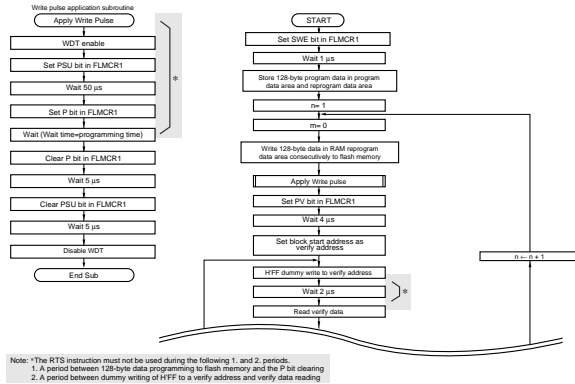 Write pulse application subroutine
Apply Write Pulse
WDT enable
Set PSU bit in FLMCR1
Wait 50 µs
Set P bit in FLMCR1
Wait (Wait time=programming time)
Clear P bit in FLMCR1
Wait 5 µs
Clear PSU bit in FLMCR1
Wait 5 µs
Disable WDT
End Sub
*
START
Set SWE bit in FLMCR1
Wait 1 µs
Store 128-byte program data in program
data area and reprogram data area
n= 1
m= 0
Write 128-byte data in RAM reprogram
data area consecutively to flash memory
Apply Write pulse
Set PV bit in FLMCR1
Wait 4 µs
Set block start address as
verify address
H'FF dummy write to verify address
Wait 2 µs
*
Read verify data
n ← n + 1
Note: *The RTS instruction must not be used during the following 1. and 2. periods.
1. A period between 128-byte data programming to flash memory and the P bit clearing
2. A period between dummy writing of H'FF to a verify address and verify data reading